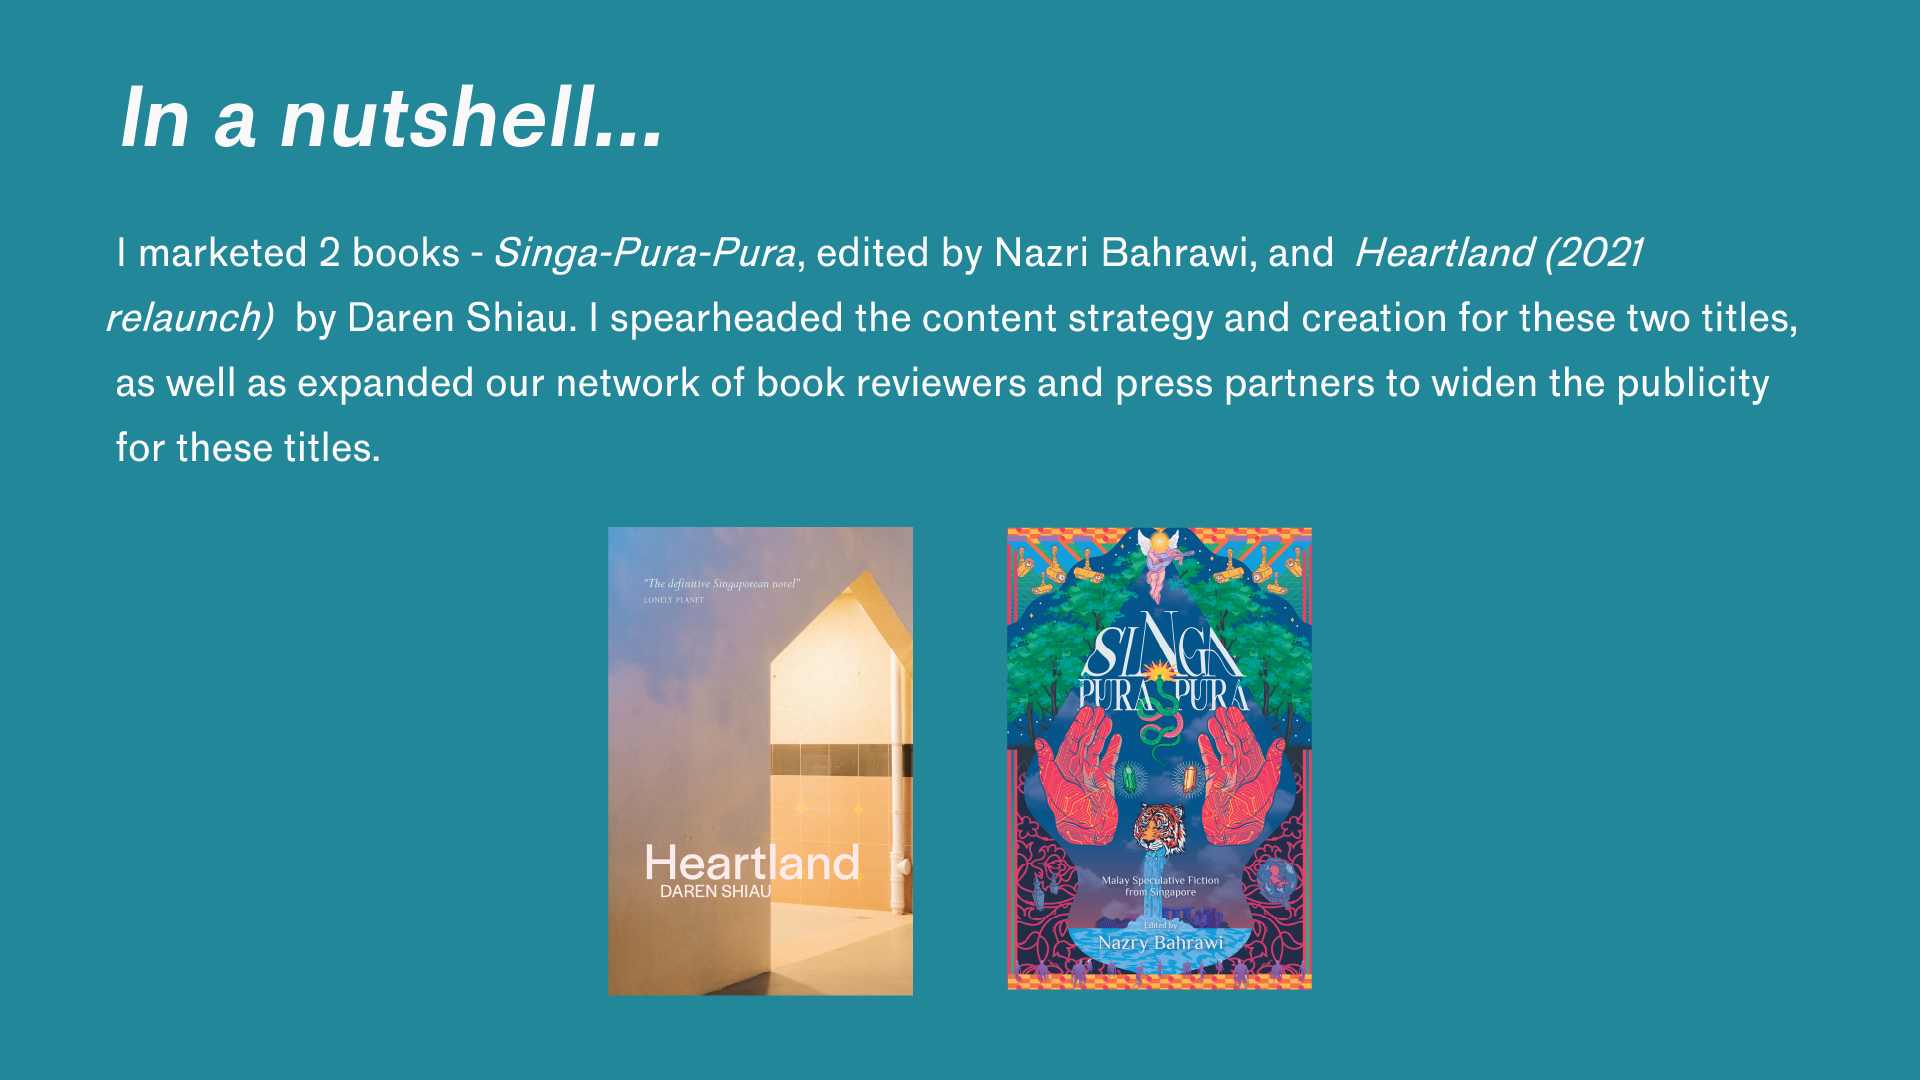 In a nutshell...
I marketed 2 books - Singa-Pura-Pura, edited by Nazri Bahrawi, and Heartland (2021
relaunch) by Daren Shiau. I spearheaded the content strategy and creation for these two titles,
as well as expanded our network of book reviewers and press partners to widen the publicity
for these titles.
“The definitive Singaporean novel”
LONELY PLANET
Heartland
DAREN SHIAU
SINGA
PURA PURA
Malay Speculative Fiction
from Singapore
Edited by
Nazry Bahrawi